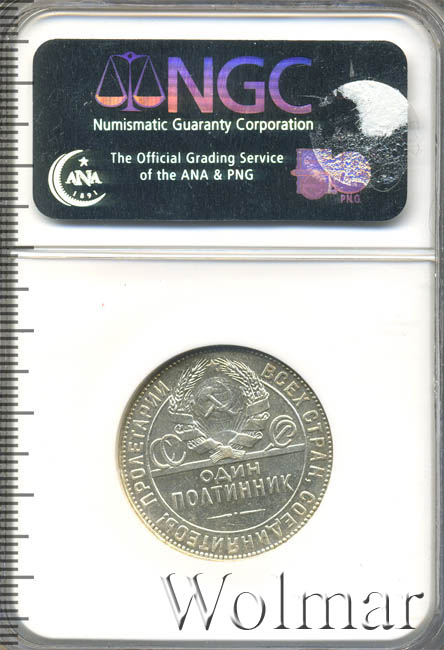 NGC
Numismatic Guaranty Corporation
The Official Grading Service
of the ANA & PNG
ANA
1891
P.N.G.
ПРОЛЕТАРИИ ВСЕХ СТРАН, СОЕДИНЯЙТЕСЬ!
СССР
ОДИН
ПОЛТИННИК
Wolmar